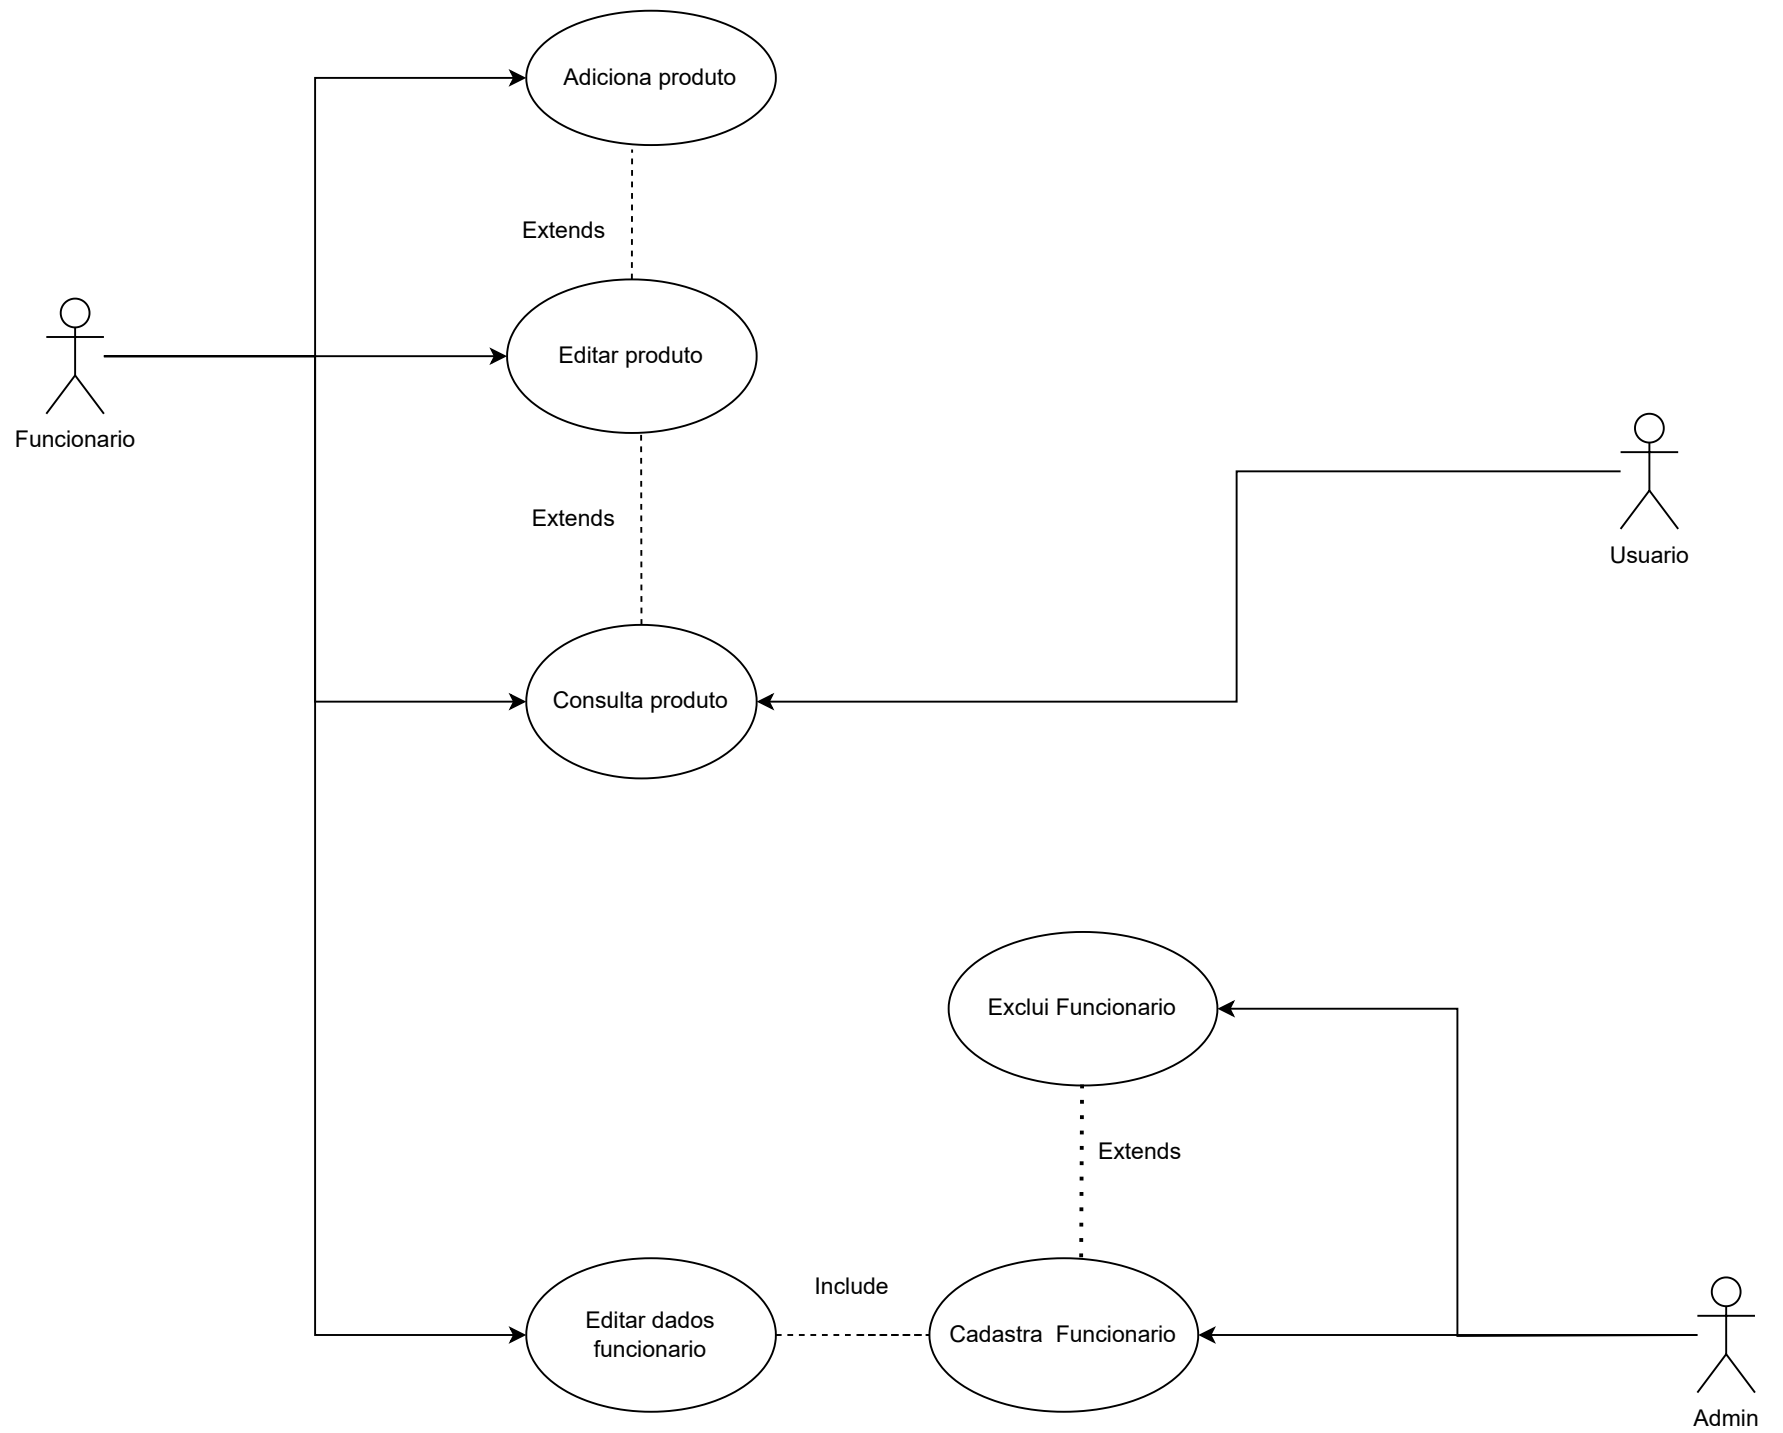 Adiciona produto
Extends
Editar produto
Funcionario
Extends
Usuario
Consulta produto
Exclui Funcionario
Extends
Include
Editar dados
funcionario
Cadastra  Funcionario
Admin